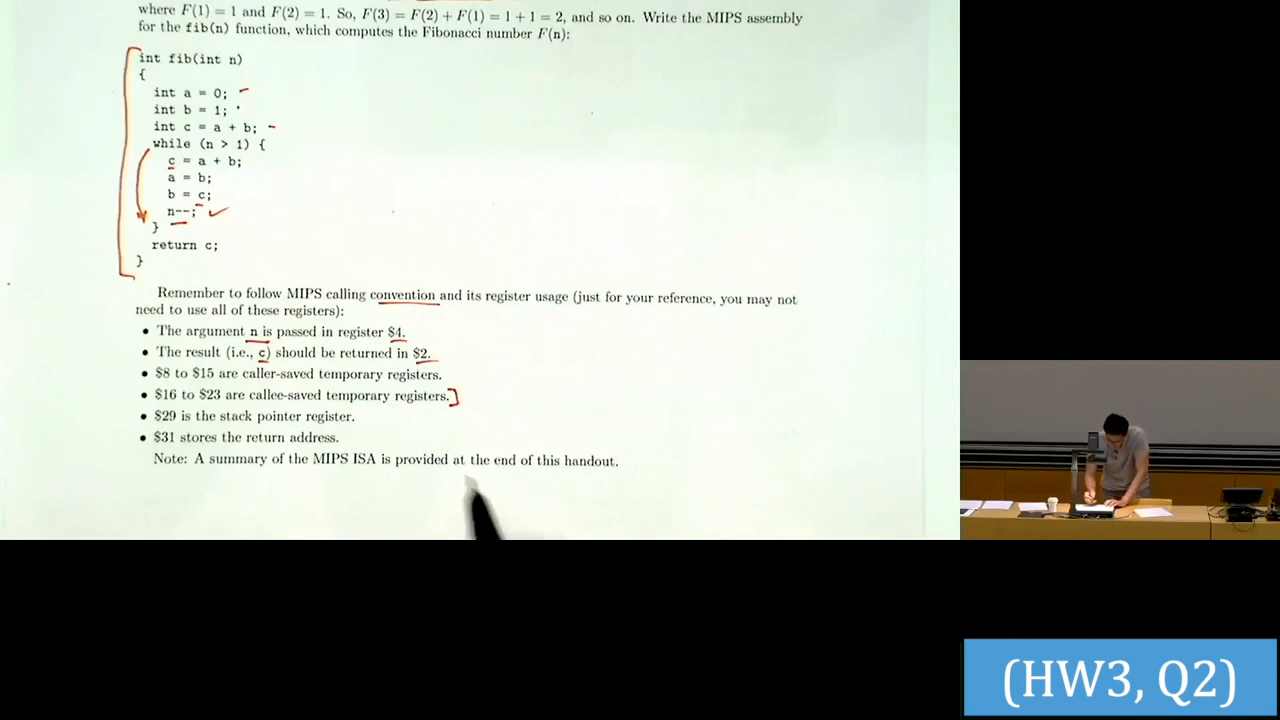 where F(1) = 1 and F(2) = 1. So, F(3) = F(2) + F(1) = 1 + 1 = 2, and so on. Write the MIPS assembly
for the fib(n) function, which computes the Fibonacci number F(n):
int fib(int n)
{
int a = 0;
int b = 1;
int c = a + b;
while (n > 1) {
c = a + b;
a = b;
b = c;
n--;
}
return c;
}
Remember to follow MIPS calling convention and its register usage (just for your reference, you may not
need to use all of these registers):
• The argument n is passed in register $4.
• The result (i.e., c) should be returned in $2.
• $8 to $15 are caller-saved temporary registers.
• $16 to $23 are callee-saved temporary registers.
• $29 is the stack pointer register.
• $31 stores the return address.
Note: A summary of the MIPS ISA is provided at the end of this handout.
(HW3, Q2)